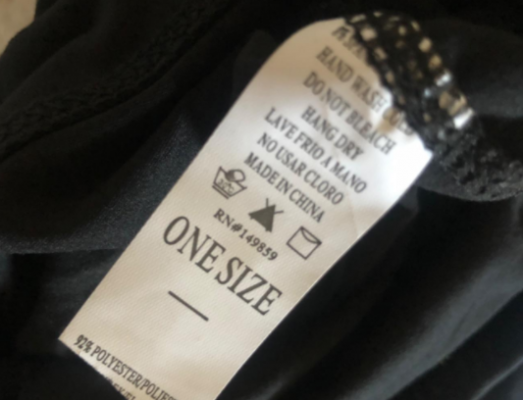 HAND WASH
DO NOT BLEACH
HANG DRY
LAVE FRIO A MANO
NO USAR CLORO
MADE IN CHINA
RN#149859
ONE SIZE
92% POLYESTER/POLIES